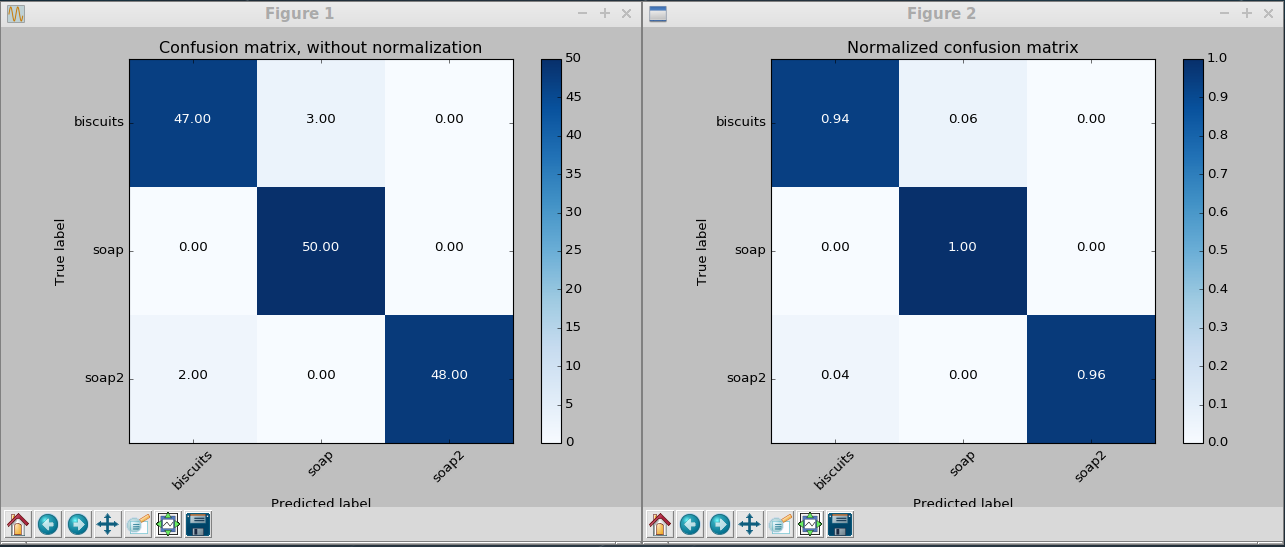 Figure 1
Confusion matrix, without normalization
50
45
40
35
30
25
20
15
10
5
0
True label
biscuits
47.00 3.00 0.00
soap
0.00 50.00 0.00
soap2
2.00 0.00 48.00
biscuits
soap
soap2
Predicted label
Figure 2
Normalized confusion matrix
1.0
0.9
0.8
0.7
0.6
0.5
0.4
0.3
0.2
0.1
0.0
True label
biscuits
0.94 0.06 0.00
soap
0.00 1.00 0.00
soap2
0.04 0.00 0.96
biscuits
soap
soap2
Predicted label